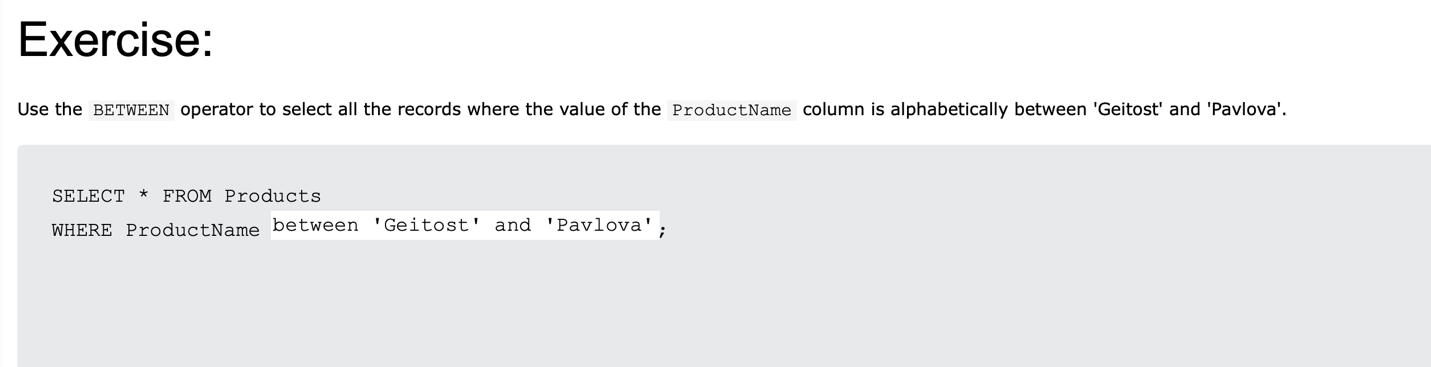 Exercise:
Use the BETWEEN operator to select all the records where the value of the ProductName column is alphabetically between 'Geitost' and 'Pavlova'.
SELECT * FROM Products
WHERE ProductName between 'Geitost' and 'Pavlova';